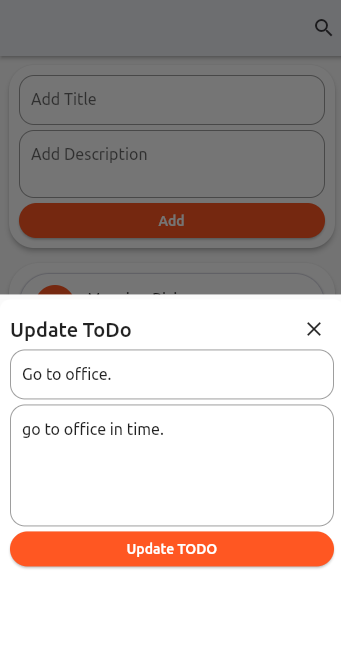 Add Title
Add Description
Add
Update ToDo
Go to office.
go to office in time.
Update TODO